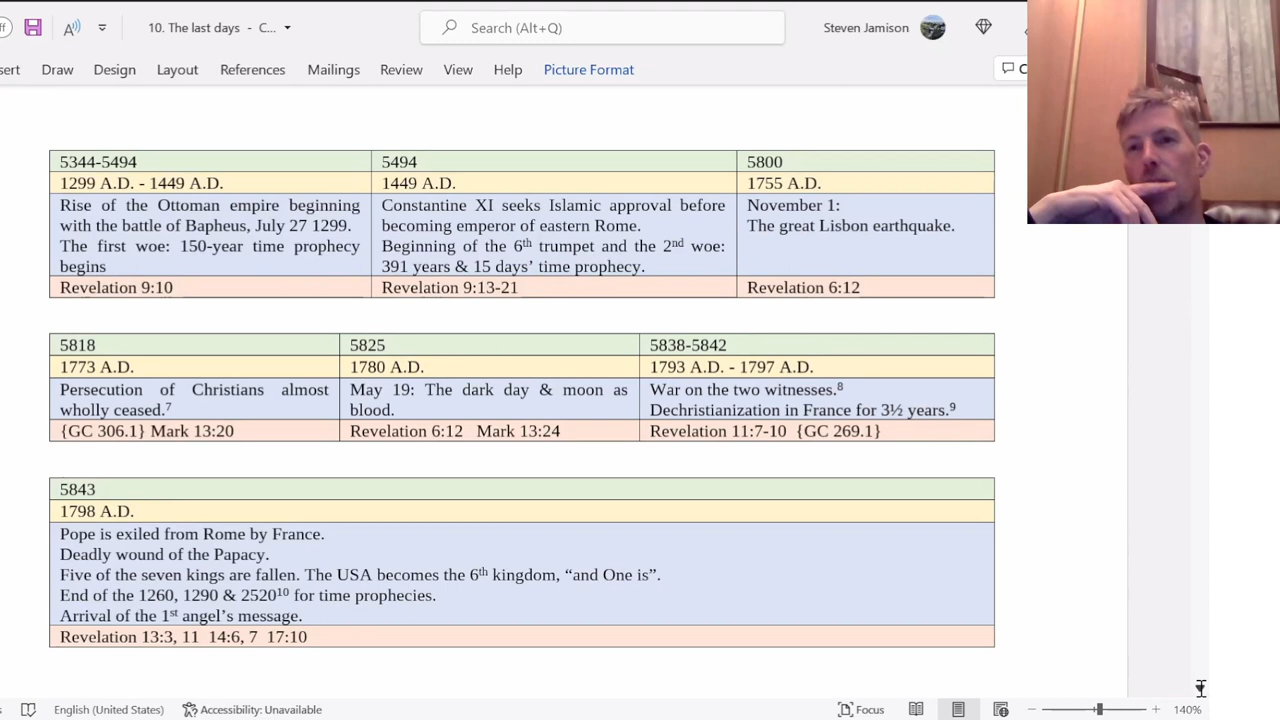 10. The last days - C...
Search (Alt+Q)
Steven Jamison
Draw Design Layout References Mailings Review View Help Picture Format
5344-5494 5494 5800
1299 A.D. - 1449 A.D. 1449 A.D. 1755 A.D.
Rise of the Ottoman empire beginning
with the battle of Bapheus, July 27 1299.
The first woe: 150-year time prophecy
begins
Constantine XI seeks Islamic approval before
becoming emperor of eastern Rome.
Beginning of the 6th trumpet and the 2nd woe:
391 years & 15 days’ time prophecy.
November 1:
The great Lisbon earthquake.
Revelation 9:10 Revelation 9:13-21 Revelation 6:12
5818 5825 5838-5842
1773 A.D. 1780 A.D. 1793 A.D. - 1797 A.D.
Persecution of Christians almost
wholly ceased.7
May 19: The dark day & moon as
blood.
War on the two witnesses.8
Dechristianization in France for 3½ years.9
{GC 306.1} Mark 13:20 Revelation 6:12 Mark 13:24 Revelation 11:7-10 {GC 269.1}
5843
1798 A.D.
Pope is exiled from Rome by France.
Deadly wound of the Papacy.
Five of the seven kings are fallen. The USA becomes the 6th kingdom, “and One is”.
End of the 1260, 1290 & 252010 for time prophecies.
Arrival of the 1st angel’s message.
Revelation 13:3, 11 14:6, 7 17:10
English (United States) Accessibility: Unavailable Focus 140%